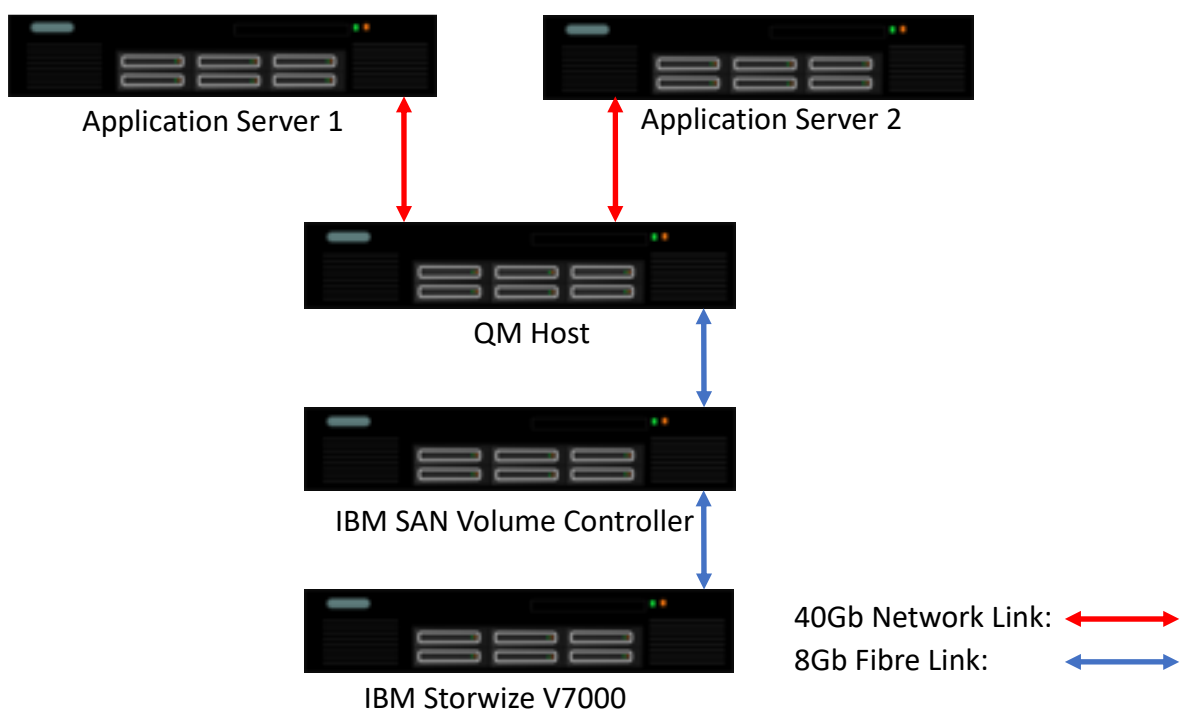 Application Server 1
Application Server 2
QM Host
IBM SAN Volume Controller
IBM Storwize V7000
40Gb Network Link:
8Gb Fibre Link: